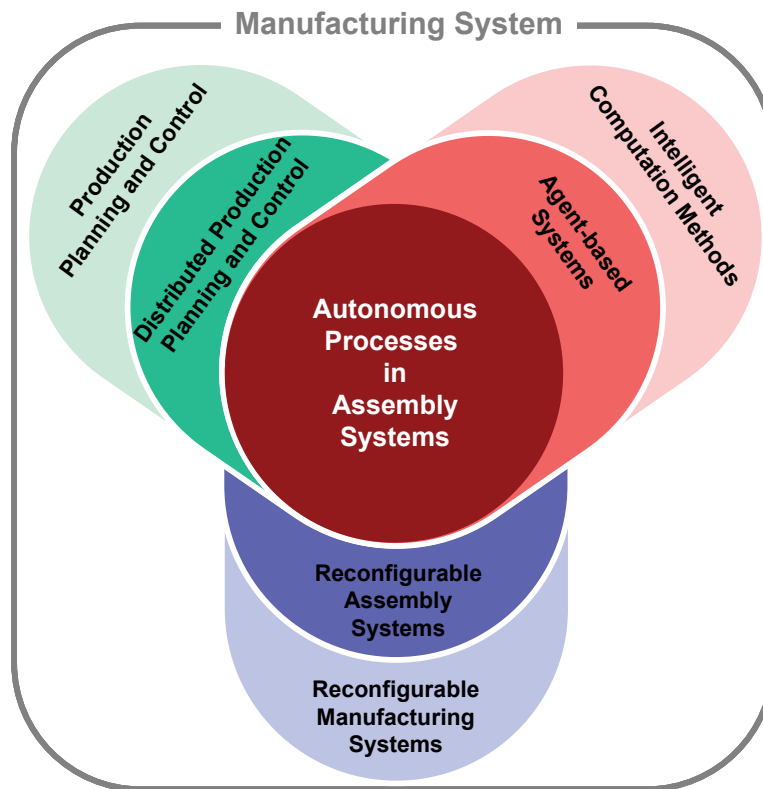 Manufacturing System
Production
Planning and Control
Distributed Production
Planning and Control
Intelligent
Computation Methods
Agent-based
Systems
Autonomous
Processes
in
Assembly
Systems
Reconfigurable
Assembly
Systems
Reconfigurable
Manufacturing
Systems